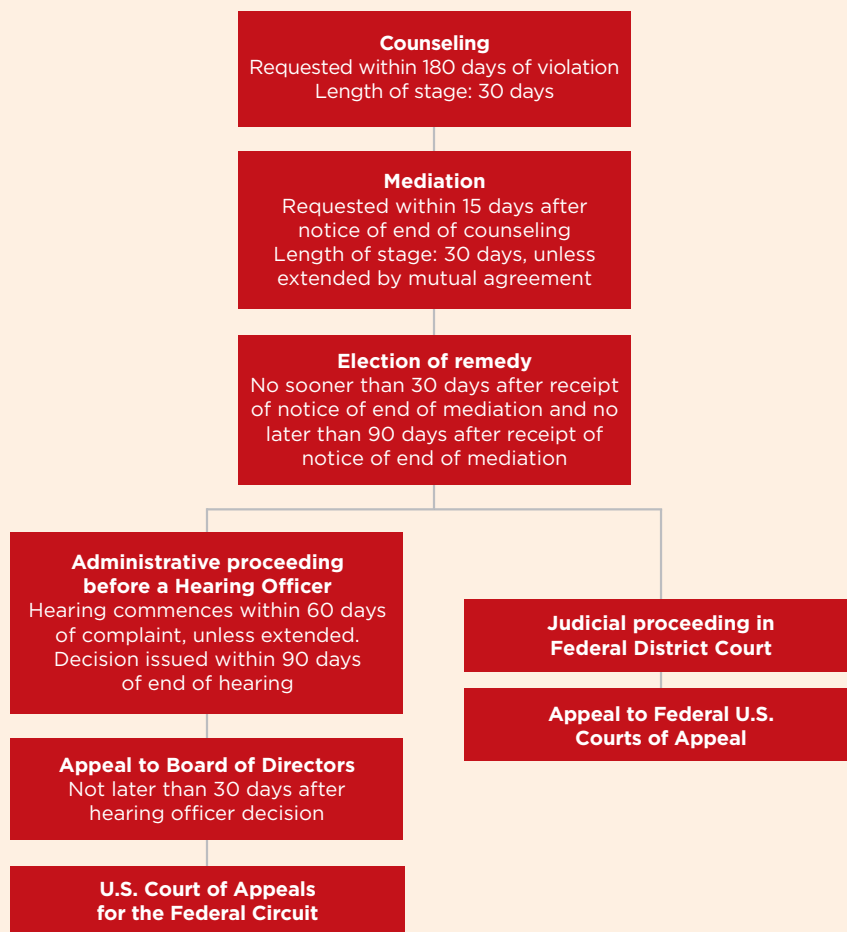 Counseling
Requested within 180 days of violation
Length of stage: 30 days
Mediation
Requested within 15 days after
notice of end of counseling
Length of stage: 30 days, unless
extended by mutual agreement
Election of remedy
No sooner than 30 days after receipt
of notice of end of mediation and no
later than 90 days after receipt of
notice of end of mediation
Administrative proceeding
before a Hearing Officer
Hearing commences within 60 days
of complaint, unless extended.
Decision issued within 90 days
of end of hearing
Appeal to Board of Directors
Not later than 30 days after
hearing officer decision
U.S. Court of Appeals
for the Federal Circuit
Judicial proceeding in
Federal District Court
Appeal to Federal U.S.
Courts of Appeal